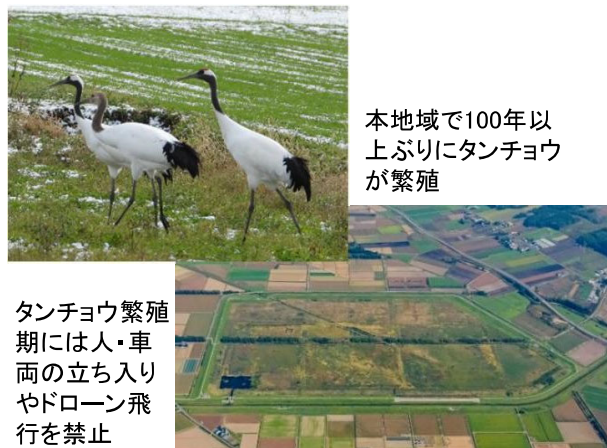 本地域で100年以
上ぶりにタンチョウ
が繁殖
タンチョウ繁殖
期には人・車
両の立ち入り
やドローン飛
行を禁止